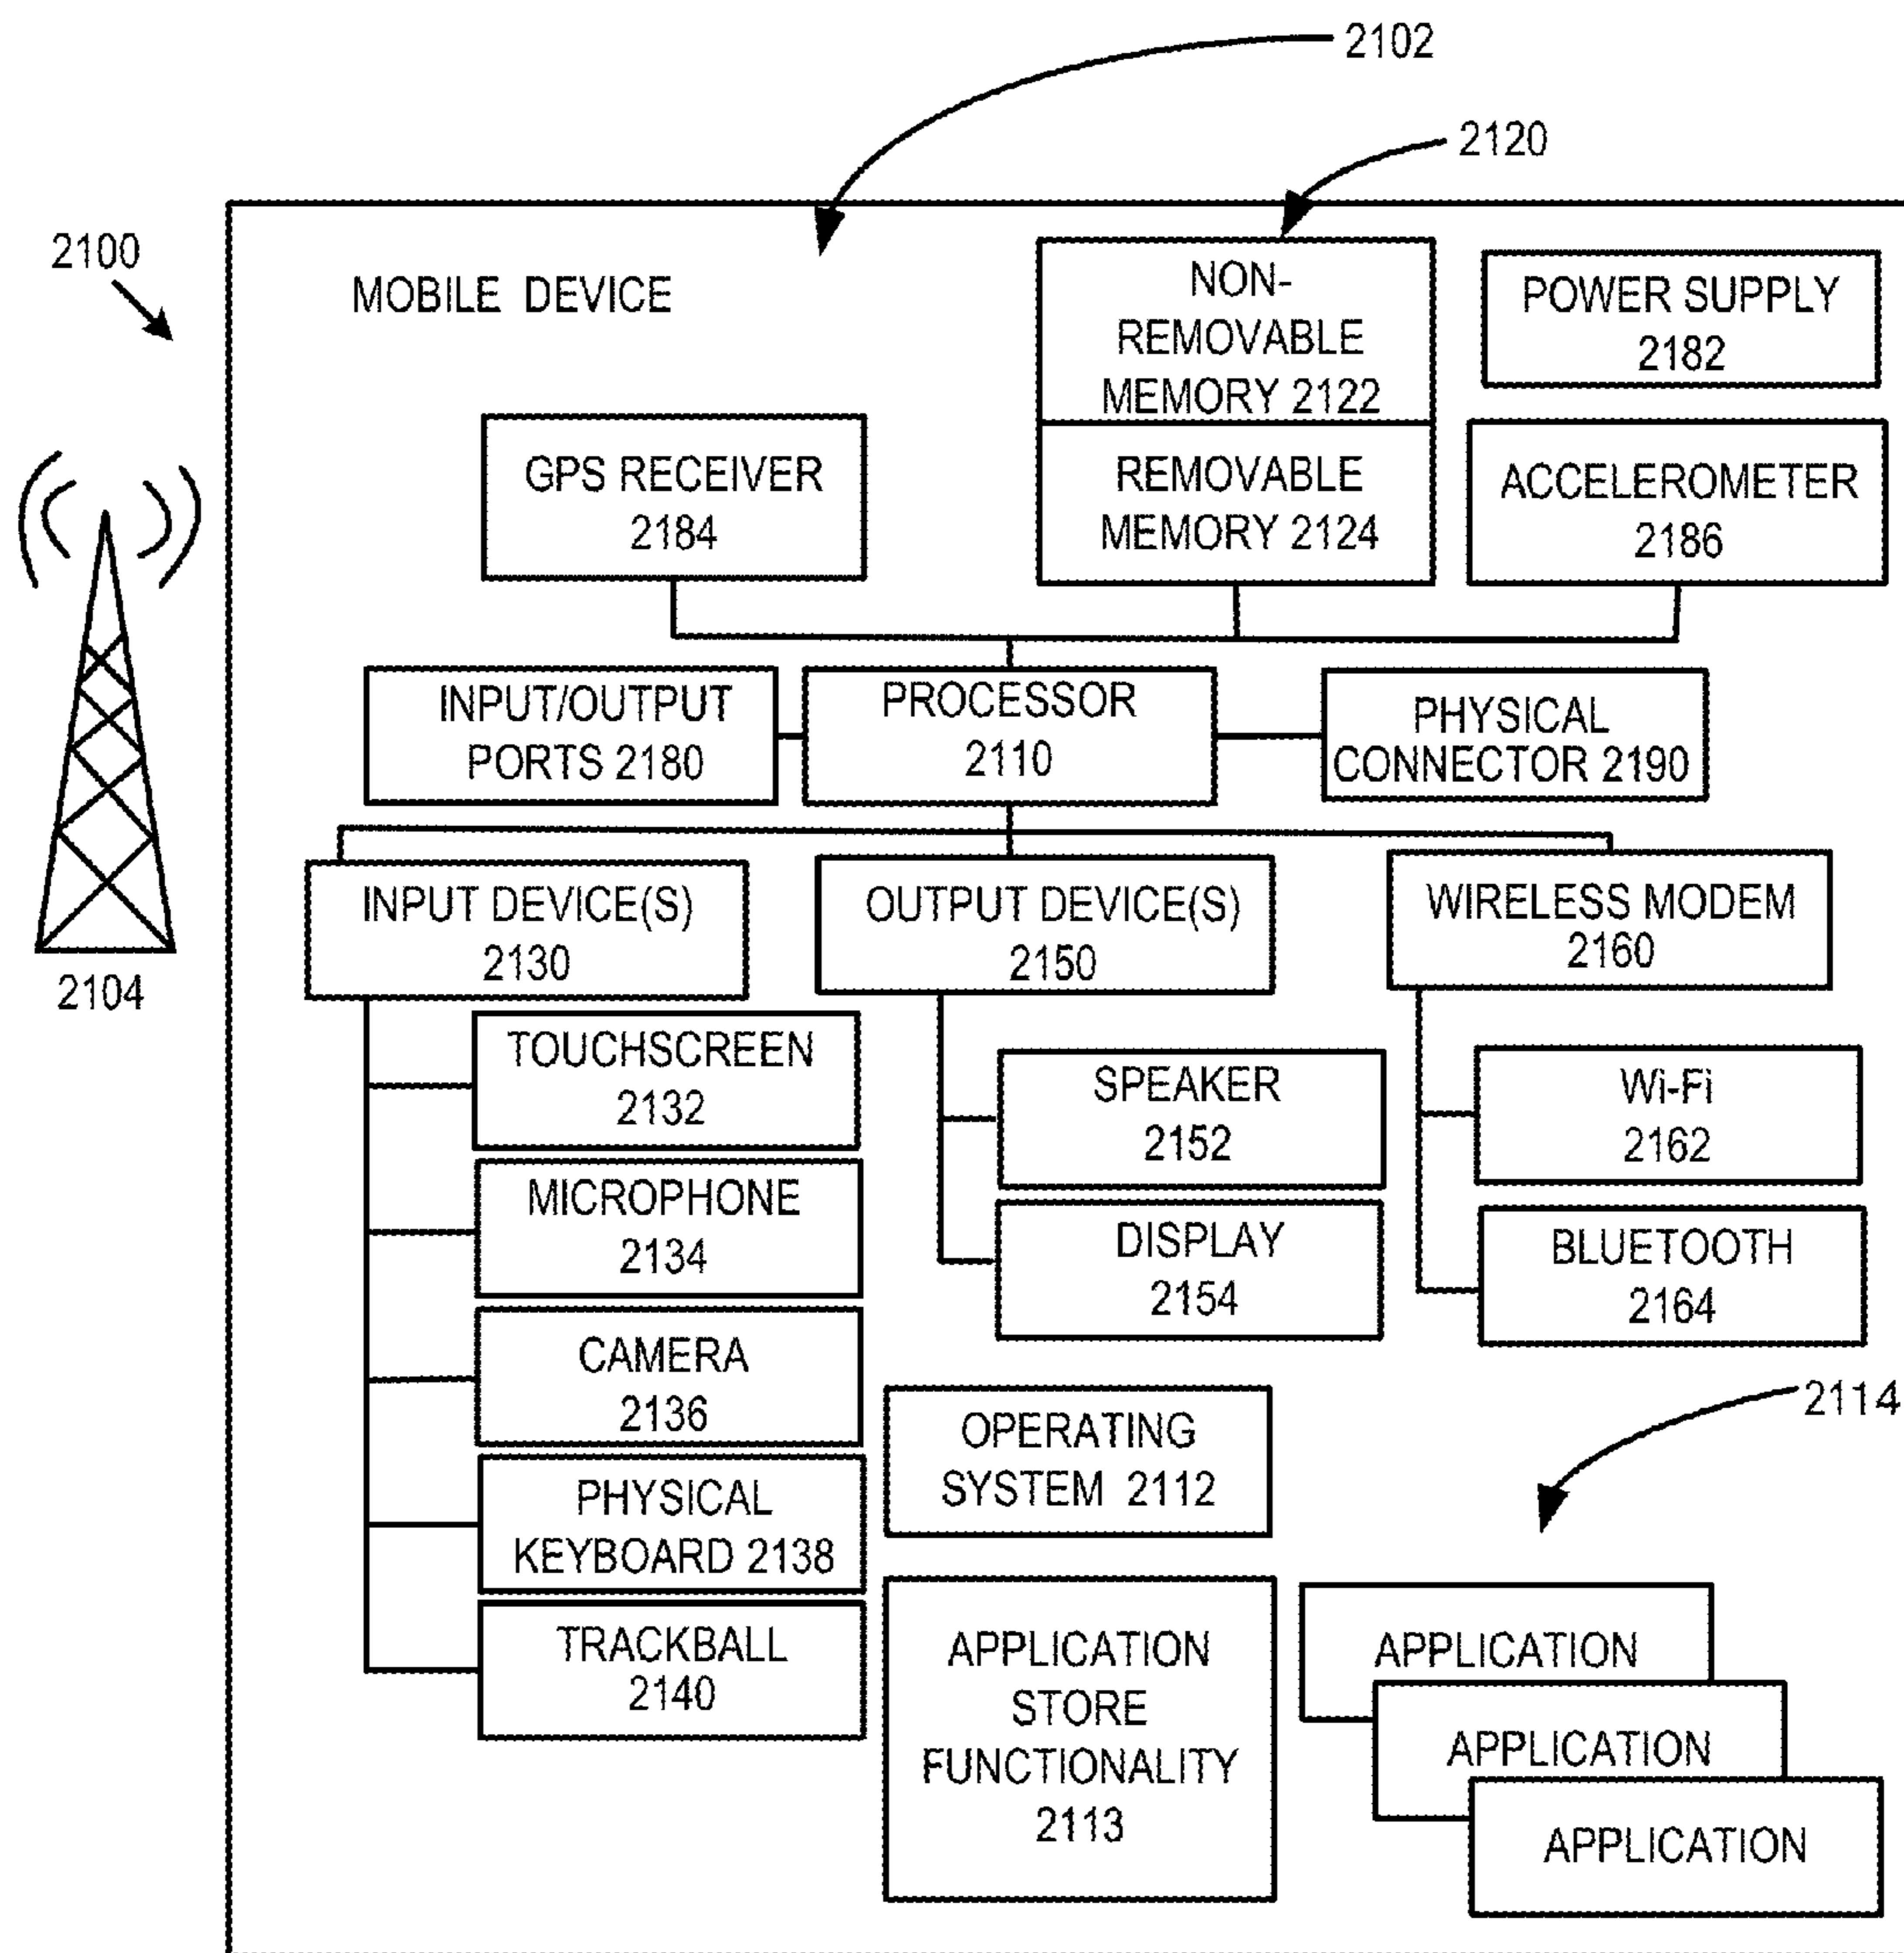 2102
2120
2100
MOBILE DEVICE
NON-
REMOVABLE
MEMORY 2122
POWER SUPPLY
2182
GPS RECEIVER
2184
REMOVABLE
MEMORY 2124
ACCELEROMETER
2186
INPUT/OUTPUT
PORTS 2180
PROCESSOR
2110
PHYSICAL
CONNECTOR 2190
2104
INPUT DEVICE(S)
2130
OUTPUT DEVICE(S)
2150
WIRELESS MODEM
2160
TOUCHSCREEN
2132
MICROPHONE
2134
CAMERA
2136
PHYSICAL
KEYBOARD 2138
TRACKBALL
2140
SPEAKER
2152
DISPLAY
2154
Wi-Fi
2162
BLUETOOTH
2164
OPERATING
SYSTEM 2112
APPLICATION
STORE
FUNCTIONALITY
2113
2114
APPLICATION
APPLICATION
APPLICATION